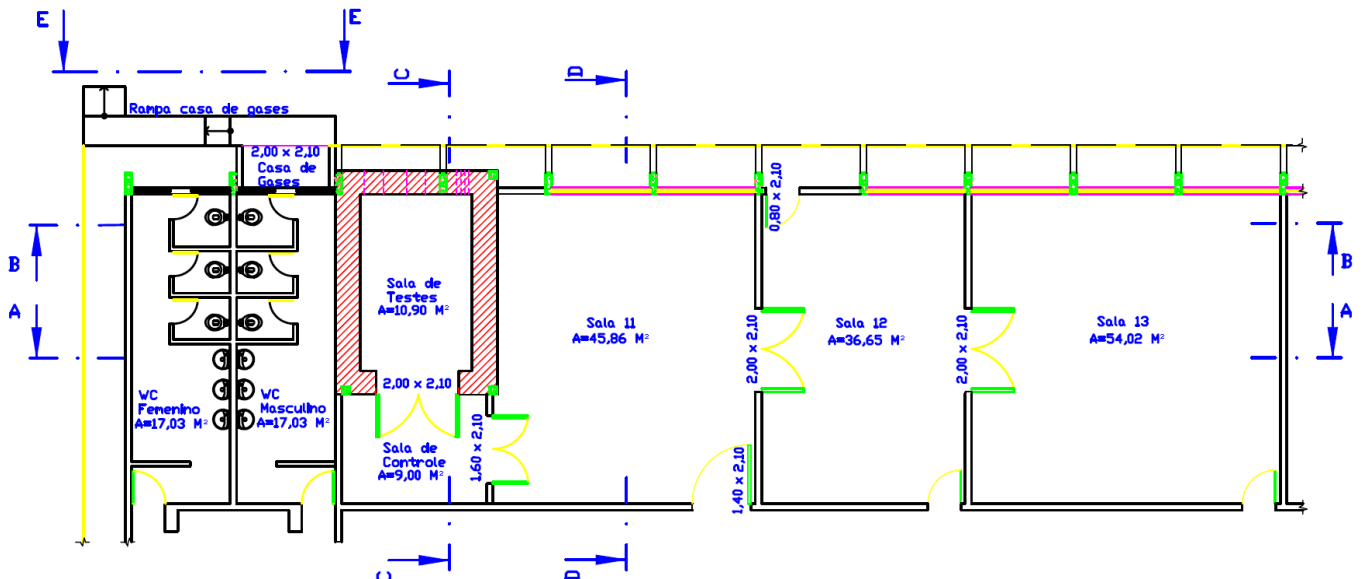 E
E
C
D
Rampa casa de gases
2,00 x 2,10
Casa de
Gases
0,80 x 2,10
B
B
A
A
Sala de
Testes
A=10,90 M²
Sala 11
A=45,86 M²
2,00 x 2,10
Sala 12
A=36,65 M²
2,00 x 2,10
Sala 13
A=54,02 M²
2,00 x 2,10
WC
Femenino
A=17,03 M²
WC
Masculino
A=17,03 M²
Sala de
Controle
A=9,00 M²
1,60 x 2,10
1,40 x 2,10
C
D